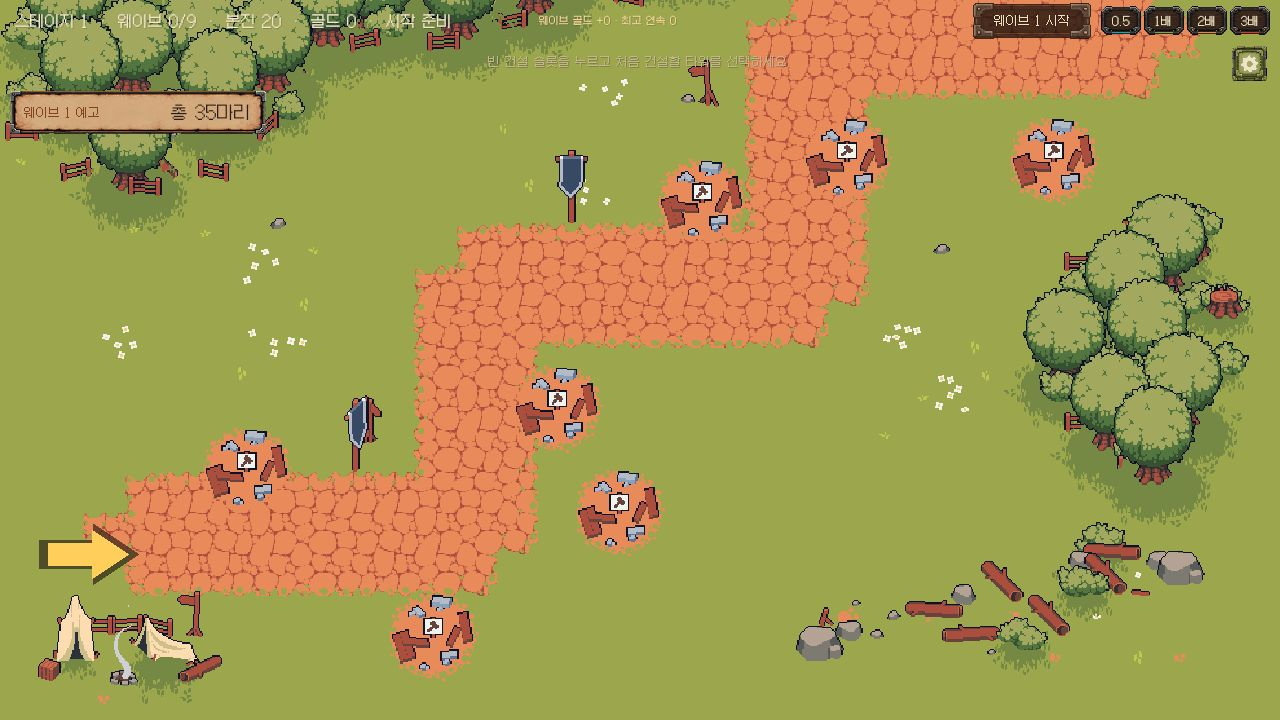 스테이지 1 · 웨이브 0/9 · 본진 20 · 골드 0 · 시작 준비
웨이브 골드 +0 · 최고 연속 0
웨이브 1 시작
0.5
1배
2배
3배
빈 건설 슬롯을 누르고 처음 건설할 타워를 선택하세요
웨이브 1 예고
총 35마리